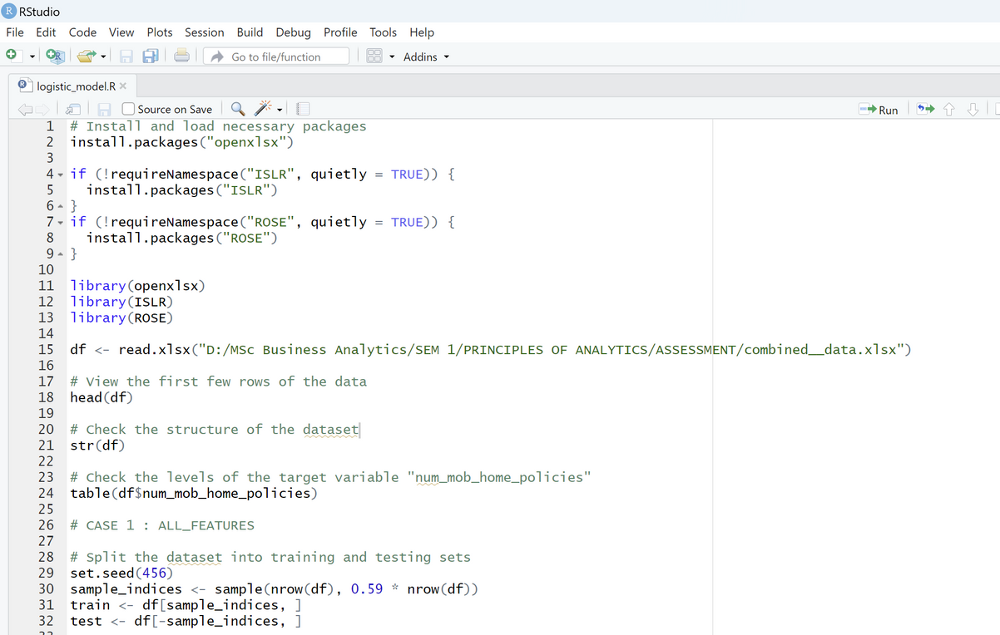 RStudio
File Edit Code View Plots Session Build Debug Profile Tools Help
Go to file/function Addins
logistic_model.R
Source on Save Run
1 # Install and load necessary packages
2 install.packages("openxlsx")
3
4 if (!requireNamespace("ISLR", quietly = TRUE)) {
5   install.packages("ISLR")
6 }
7 if (!requireNamespace("ROSE", quietly = TRUE)) {
8   install.packages("ROSE")
9 }
10
11 library(openxlsx)
12 library(ISLR)
13 library(ROSE)
14
15 df <- read.xlsx("D:/MSc Business Analytics/SEM 1/PRINCIPLES OF ANALYTICS/ASSESSMENT/combined__data.xlsx")
16
17 # View the first few rows of the data
18 head(df)
19
20 # Check the structure of the dataset
21 str(df)
22
23 # Check the levels of the target variable "num_mob_home_policies"
24 table(df$num_mob_home_policies)
25
26 # CASE 1 : ALL_FEATURES
27
28 # Split the dataset into training and testing sets
29 set.seed(456)
30 sample_indices <- sample(nrow(df), 0.59 * nrow(df))
31 train <- df[sample_indices, ]
32 test <- df[-sample_indices, ]